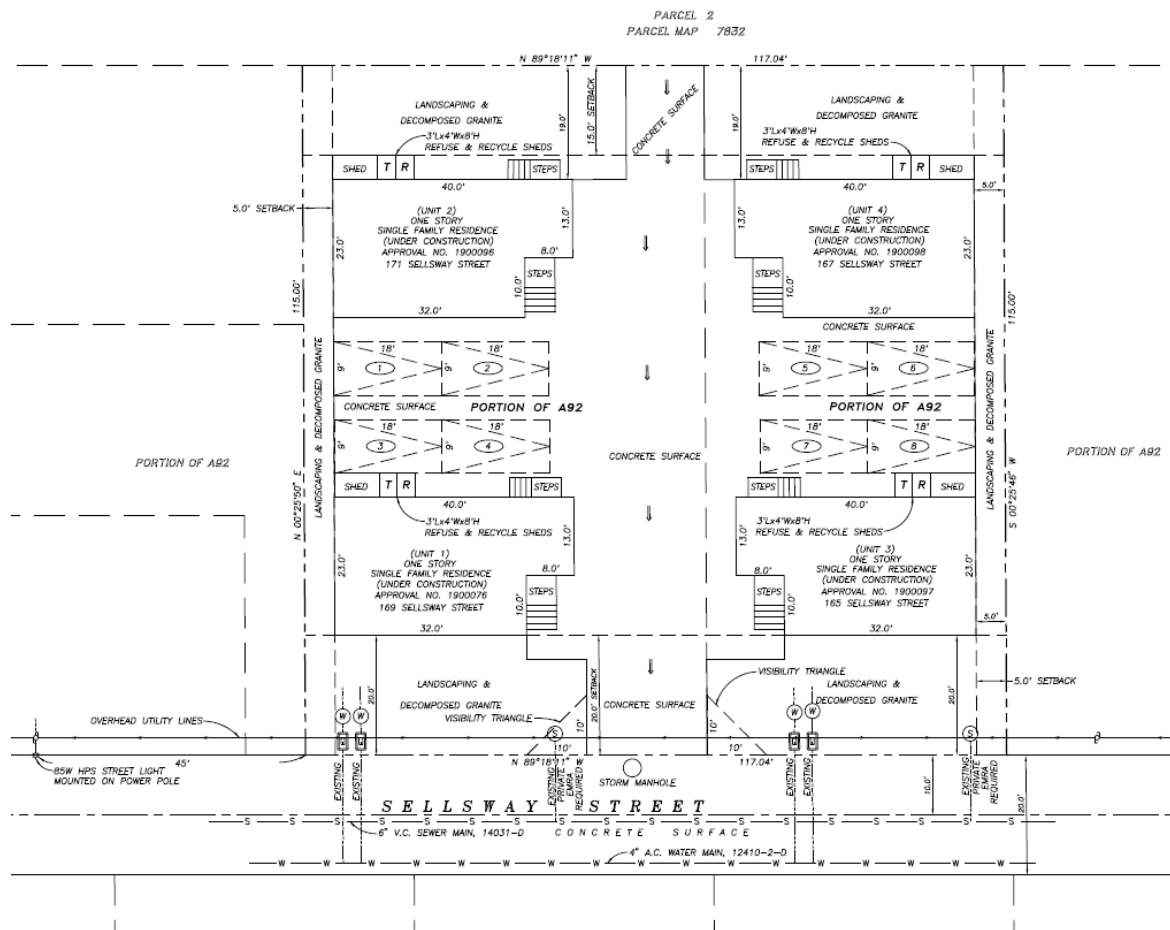 PARCEL 2
PARCEL MAP 7832
N 89°18'11" W
117.04'
LANDSCAPING &
DECOMPOSED GRANITE
3'Lx4'Wx8'H
REFUSE & RECYCLE SHEDS
19.0'
15.0' SETBACK
CONCRETE SURFACE
19.0'
LANDSCAPING &
DECOMPOSED GRANITE
3'Lx4'Wx8'H
REFUSE & RECYCLE SHEDS
SHED T R
STEPS
STEPS
R T SHED
5.0' SETBACK
40.0'
40.0'
5.0'
(UNIT 2)
ONE STORY
SINGLE FAMILY RESIDENCE
(UNDER CONSTRUCTION)
APPROVAL NO. 1900096
171 SELLSWAY STREET
23.0'
13.0'
8.0'
STEPS
10.0'
32.0'
(UNIT 4)
ONE STORY
SINGLE FAMILY RESIDENCE
(UNDER CONSTRUCTION)
APPROVAL NO. 1900098
167 SELLSWAY STREET
13.0'
23.0'
8.0'
STEPS
10.0'
32.0'
115.00'
115.00'
CONCRETE SURFACE
18' 18'
9' 1 9' 2
18' 18'
9' 5 9' 6
CONCRETE SURFACE
PORTION OF A92
PORTION OF A92
18' 18'
9' 3 9' 4
18' 18'
9' 7 9' 8
LANDSCAPING & DECOMPOSED GRANITE
LANDSCAPING & DECOMPOSED GRANITE
N 00°25'50" E
S 00°25'46" W
PORTION OF A92
CONCRETE SURFACE
PORTION OF A92
SHED T R
STEPS
STEPS
R T SHED
40.0'
40.0'
3'Lx4'Wx8'H
REFUSE & RECYCLE SHEDS
3'Lx4'Wx8'H
REFUSE & RECYCLE SHEDS
(UNIT 1)
ONE STORY
SINGLE FAMILY RESIDENCE
(UNDER CONSTRUCTION)
APPROVAL NO. 1900076
169 SELLSWAY STREET
23.0'
13.0'
8.0'
STEPS
10.0'
32.0'
(UNIT 3)
ONE STORY
SINGLE FAMILY RESIDENCE
(UNDER CONSTRUCTION)
APPROVAL NO. 1900097
165 SELLSWAY STREET
13.0'
23.0'
8.0'
STEPS
10.0'
32.0'
5.0'
20.0'
LANDSCAPING &
DECOMPOSED GRANITE
VISIBILITY TRIANGLE
20.0' SETBACK
CONCRETE SURFACE
VISIBILITY TRIANGLE
LANDSCAPING &
DECOMPOSED GRANITE
20.0'
5.0' SETBACK
10'
10'
10'
10'
OVERHEAD UTILITY LINES
W W
S
W W
S
45'
85W HPS STREET LIGHT
MOUNTED ON POWER POLE
N 89°18'11" W
117.04'
EXISTING
EXISTING
EXISTING
PRIVATE
EMRA
REQUIRED
STORM MANHOLE
EXISTING
EXISTING
EXISTING
PRIVATE
EMRA
REQUIRED
10.0'
20.0'
SELLSWAY STREET
S S S S S S S S S S S S S S S S S S
6" V.C. SEWER MAIN, 14031-D
CONCRETE SURFACE
4" A.C. WATER MAIN, 12410-2-D
W W W W W W W W W W W W W W W W W